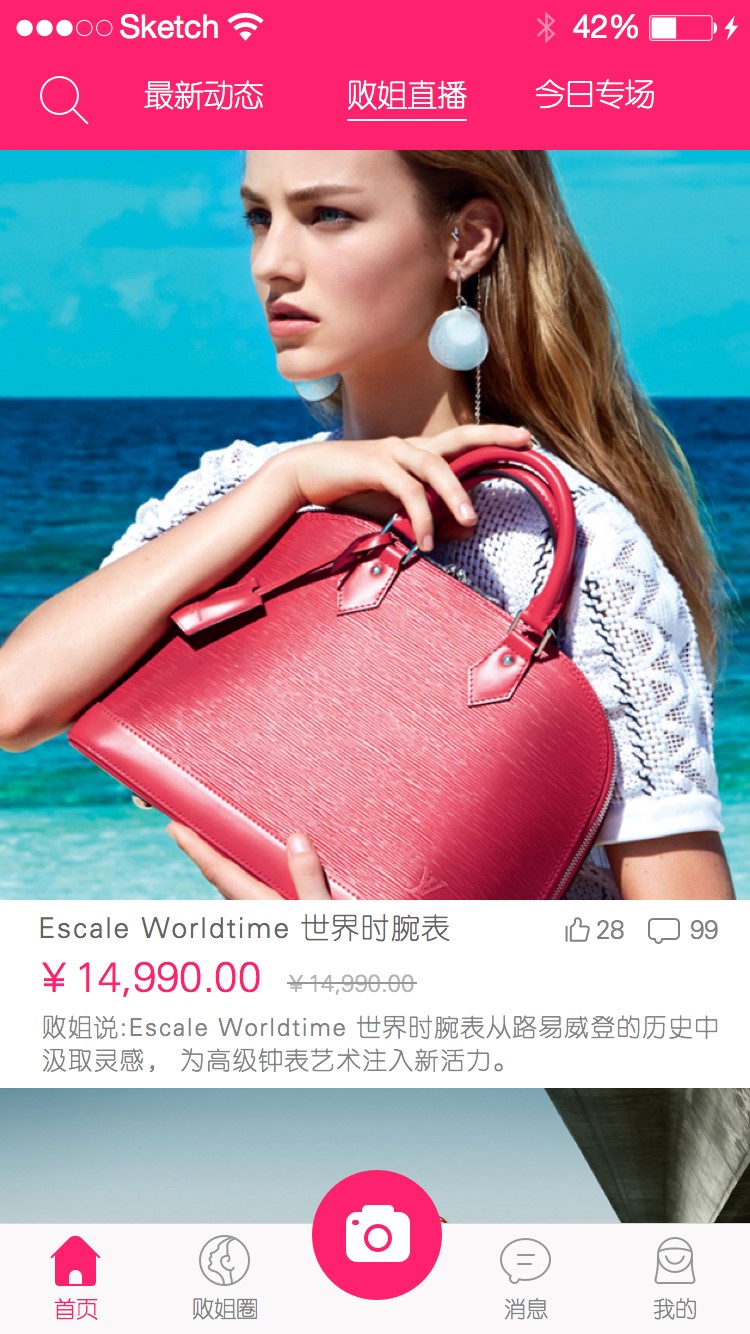 Sketch 42%
最新动态 败姐直播 今日专场
Escale Worldtime 世界时腕表 28 99
¥ 14,990.00 ¥ 14,990.00
败姐说:Escale Worldtime 世界时腕表从路易威登的历史中
汲取灵感， 为高级钟表艺术注入新活力。
首页 败姐圈 消息 我的